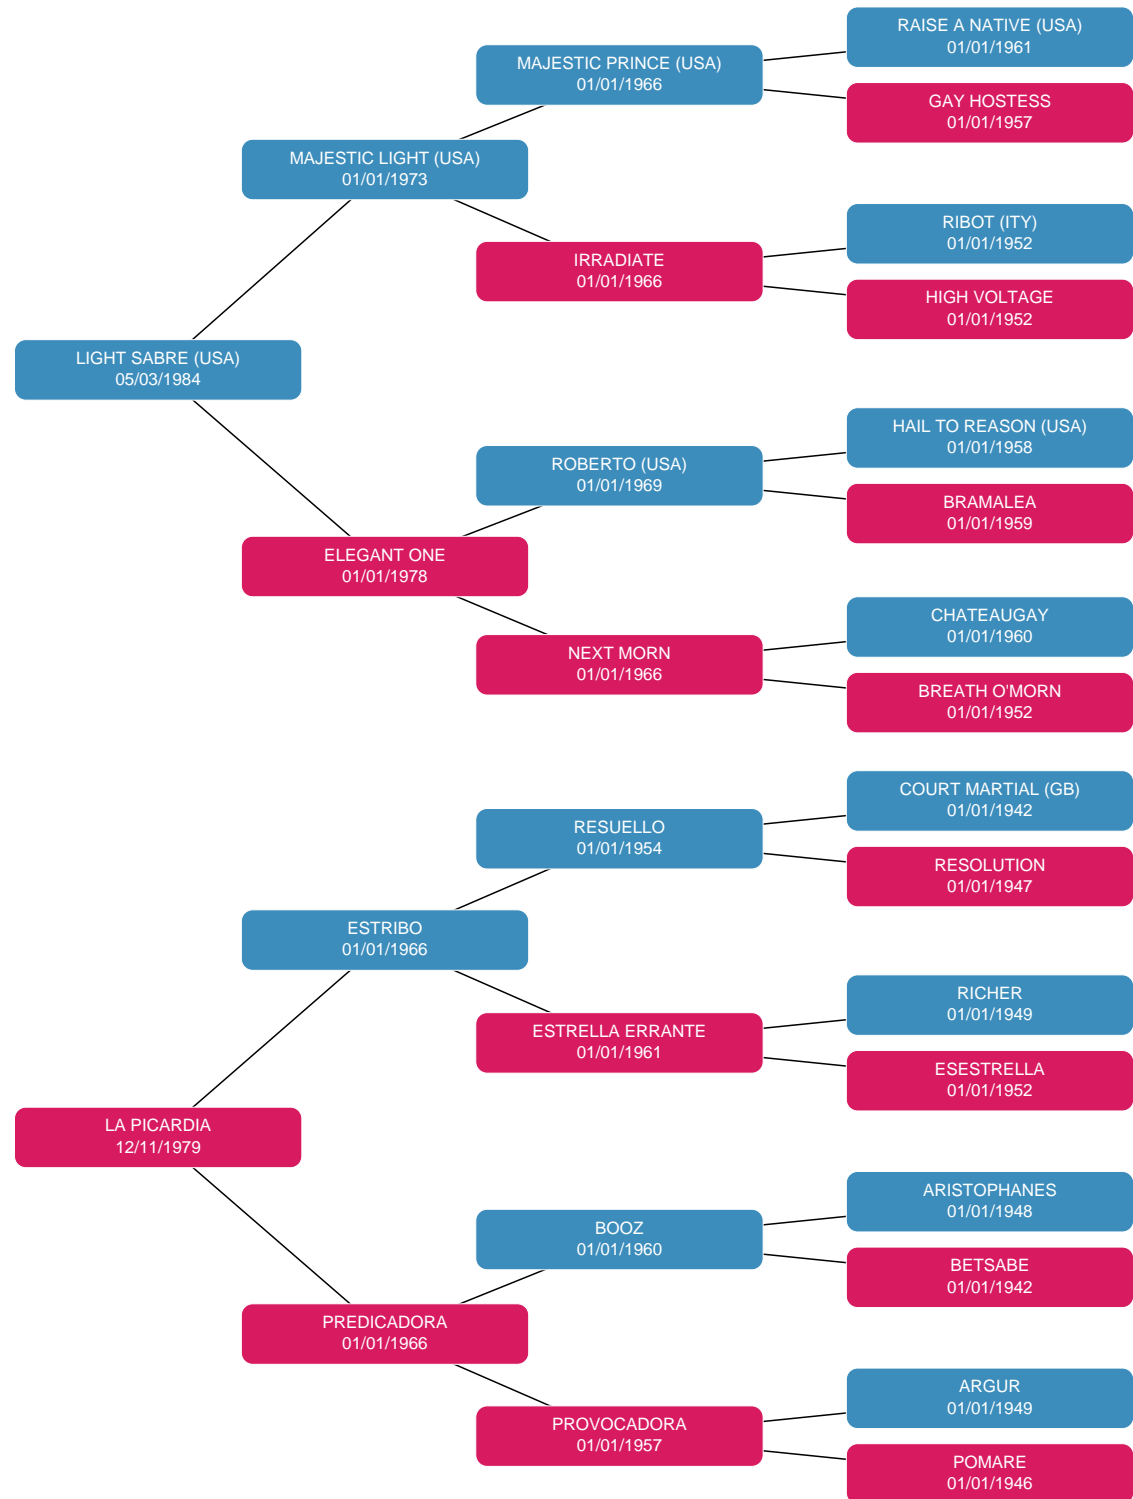 RAISE A NATIVE (USA)
01/01/1961
MAJESTIC PRINCE (USA)
01/01/1966
GAY HOSTESS
01/01/1957
MAJESTIC LIGHT (USA)
01/01/1973
RIBOT (ITY)
01/01/1952
IRRADIATE
01/01/1966
HIGH VOLTAGE
01/01/1952
LIGHT SABRE (USA)
05/03/1984
HAIL TO REASON (USA)
01/01/1958
ROBERTO (USA)
01/01/1969
BRAMALEA
01/01/1959
ELEGANT ONE
01/01/1978
CHATEAUGAY
01/01/1960
NEXT MORN
01/01/1966
BREATH O'MORN
01/01/1952
COURT MARTIAL (GB)
01/01/1942
RESUELLO
01/01/1954
RESOLUTION
01/01/1947
ESTRIBO
01/01/1966
RICHER
01/01/1949
ESTRELLA ERRANTE
01/01/1961
ESESTRELLA
01/01/1952
LA PICARDIA
12/11/1979
ARISTOPHANES
01/01/1948
BOOZ
01/01/1960
BETSABE
01/01/1942
PREDICADORA
01/01/1966
ARGUR
01/01/1949
PROVOCADORA
01/01/1957
POMARE
01/01/1946